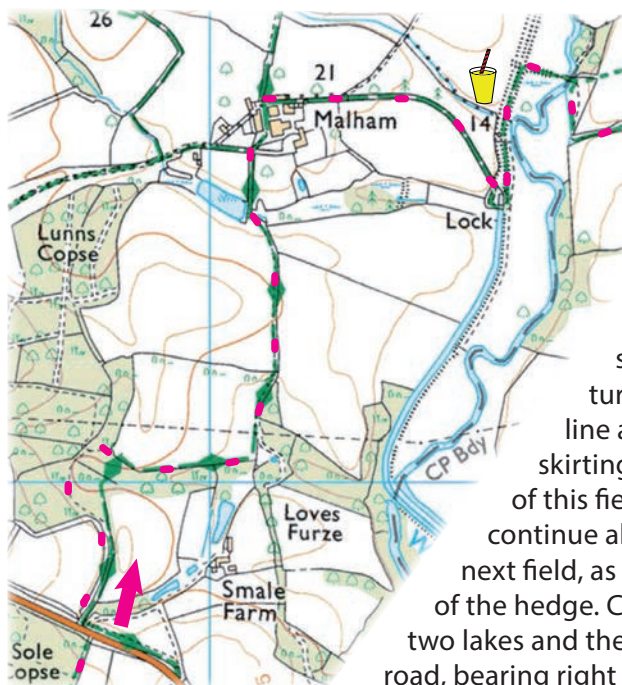 26
21
Malham
14
Lock
Lunns
Copse
CP Bdy
Loves
Furze
Smale
Farm
Sole
opse
W
s
tur
line a
skirting
of this fie
continue al
next field, as
of the hedge. C
two lakes and the
road, bearing right